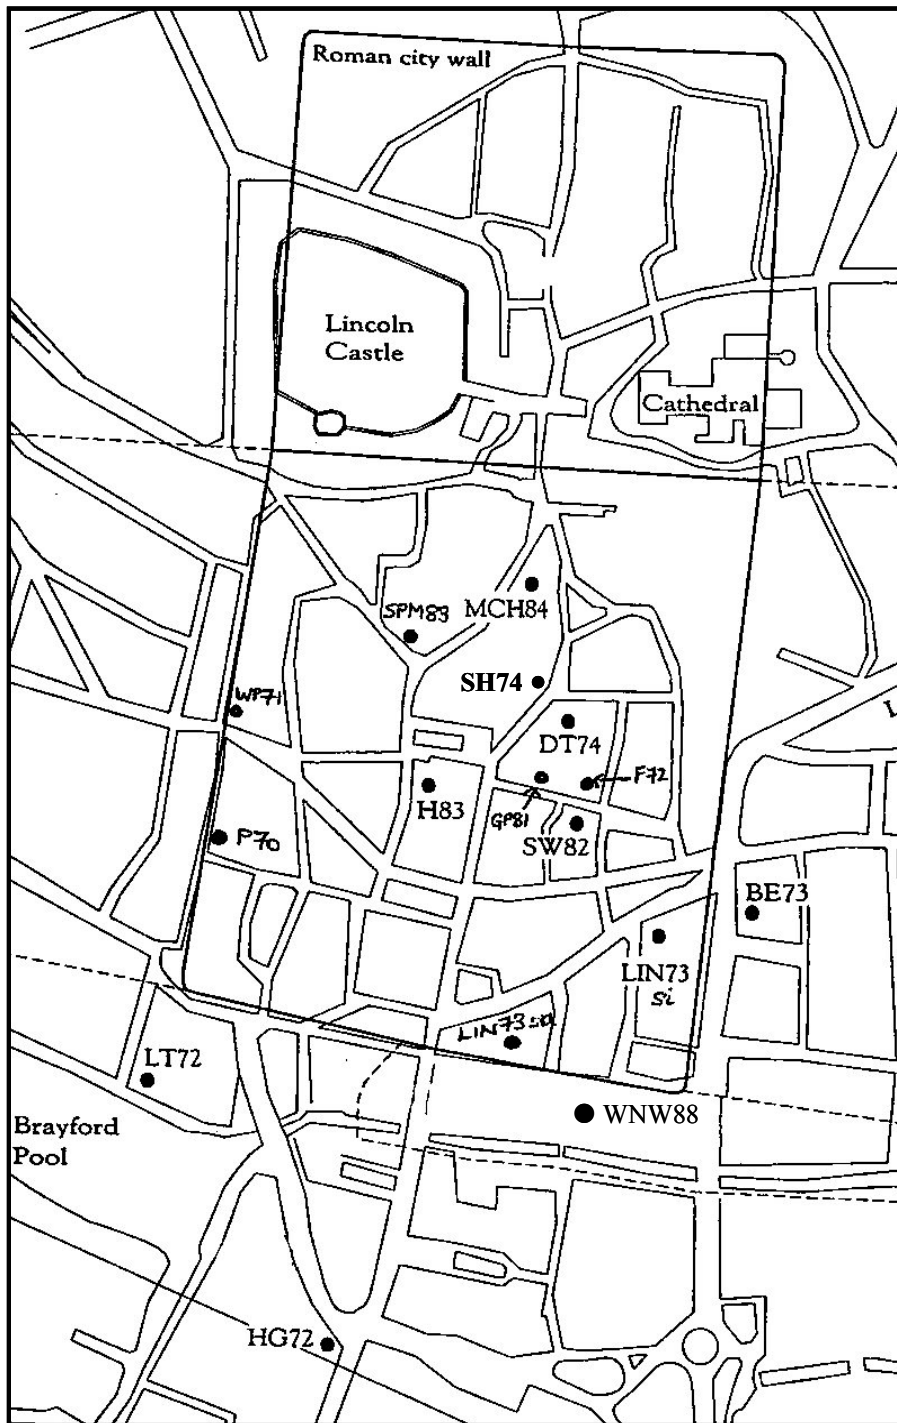 Roman city wall
Lincoln
Castle
Cathedral
SPM83
MCH84
SH74
WP71
DT74
F72
H83
GP81
SW82
P70
BE73
LIN73
si
LIN73
LT72
WNW88
Brayford
Pool
HG72